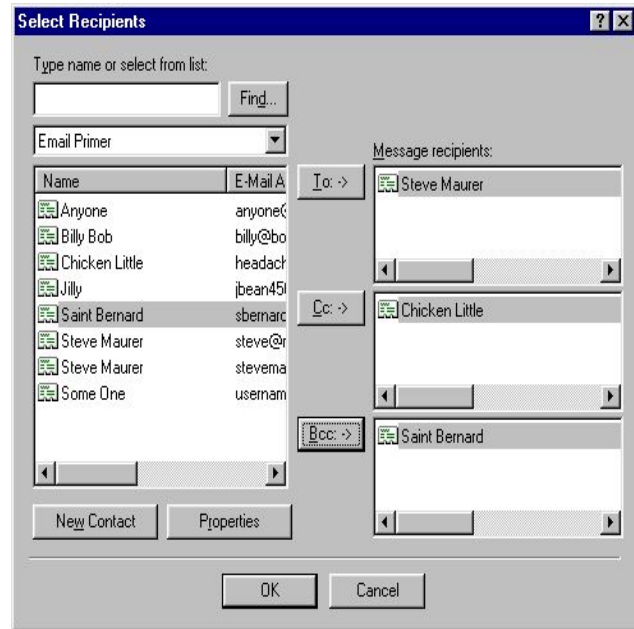 Select Recipients
Type name or select from list:
Find...
Email Primer
Name E-Mail A
Anyone anyone@
Billy Bob billy@bo
Chicken Little headach
Jilly jbean45
Saint Bernard sbernard
Steve Maurer steve@
Steve Maurer stevema
Some One usernam
New Contact Properties
To: ->
Cc: ->
Bcc: ->
Message recipients:
Steve Maurer
Chicken Little
Saint Bernard
OK Cancel